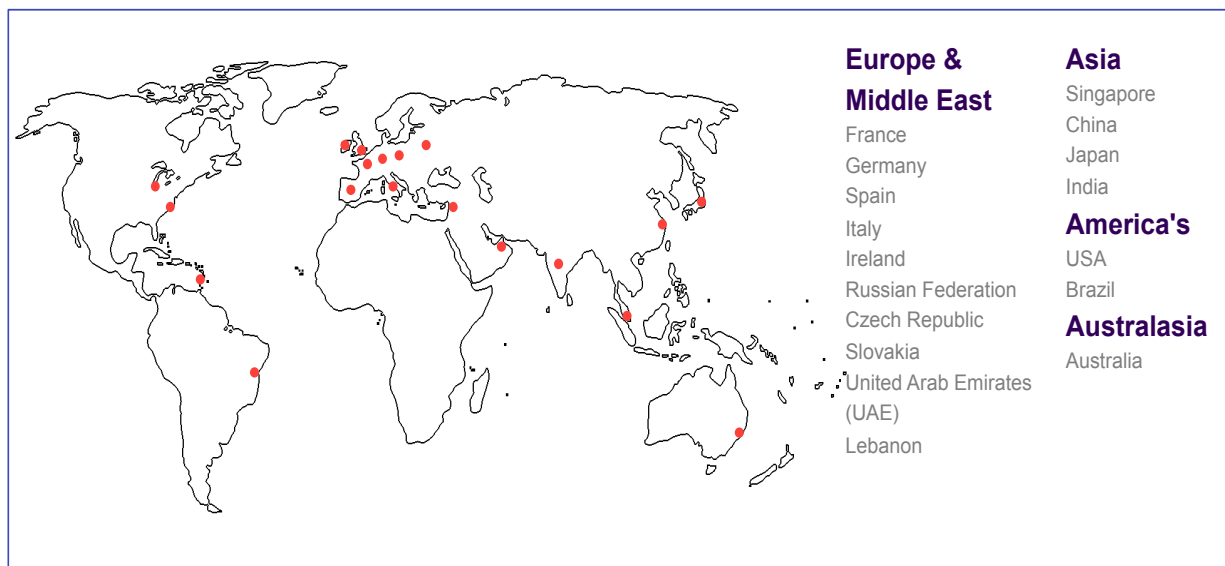 Europe &
Middle East
France
Germany
Spain
Italy
Ireland
Russian Federation
Czech Republic
Slovakia
United Arab Emirates
(UAE)
Lebanon
Asia
Singapore
China
Japan
India
America's
USA
Brazil
Australasia
Australia